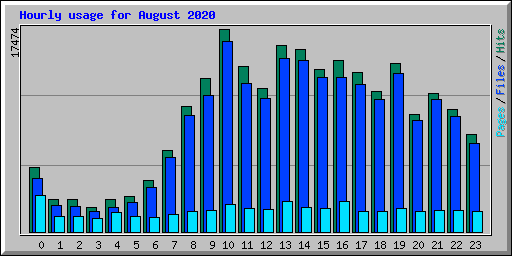 Hourly usage for August 2020
17474
Pages / Files / Hits
0 1 2 3 4 5 6 7 8 9 10 11 12 13 14 15 16 17 18 19 20 21 22 23